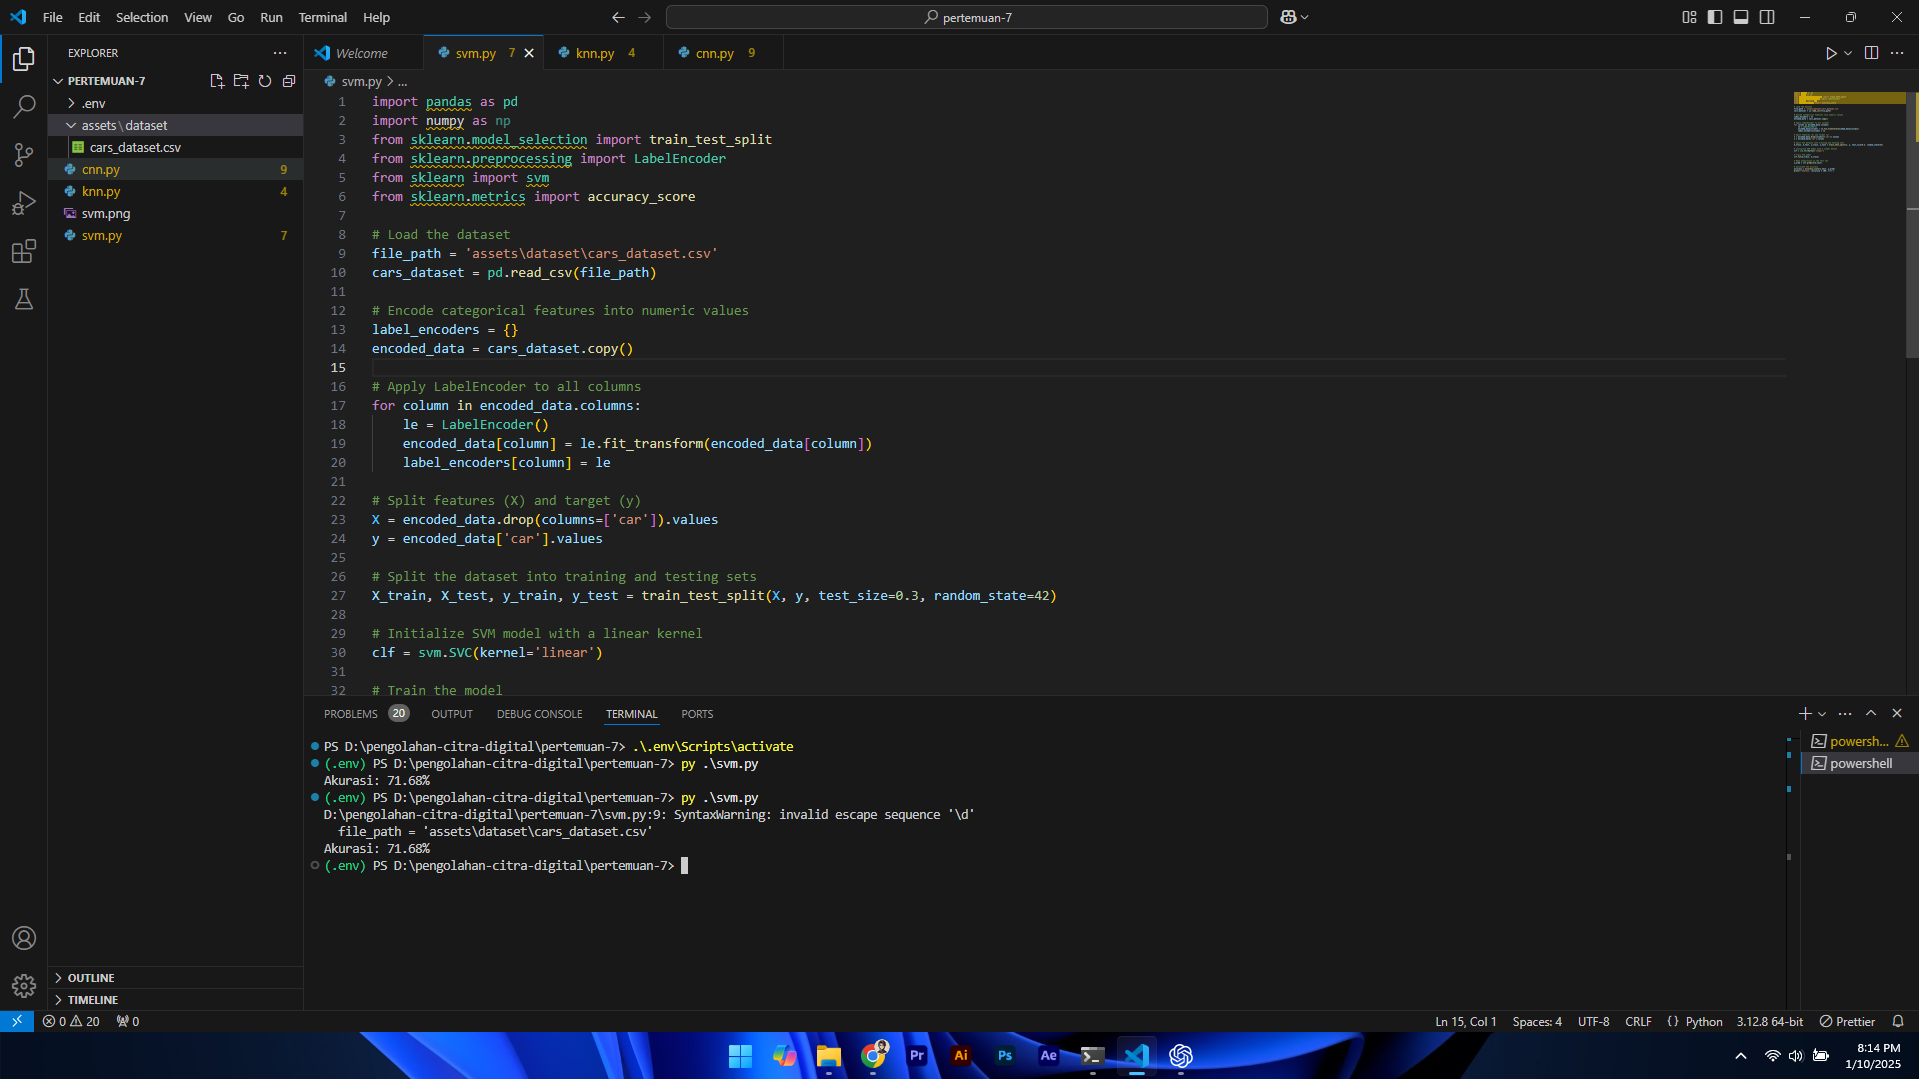 File Edit Selection View Go Run Terminal Help
pertemuan-7
EXPLORER
PERTEMUAN-7
.env
assets\dataset
cars_dataset.csv
cnn.py 9
knn.py 4
svm.png
svm.py 7
OUTLINE
TIMELINE
Welcome svm.py 7 knn.py 4 cnn.py 9
svm.py > ...
1 import pandas as pd
2 import numpy as np
3 from sklearn.model_selection import train_test_split
4 from sklearn.preprocessing import LabelEncoder
5 from sklearn import svm
6 from sklearn.metrics import accuracy_score
7
8 # Load the dataset
9 file_path = 'assets\dataset\cars_dataset.csv'
10 cars_dataset = pd.read_csv(file_path)
11
12 # Encode categorical features into numeric values
13 label_encoders = {}
14 encoded_data = cars_dataset.copy()
15
16 # Apply LabelEncoder to all columns
17 for column in encoded_data.columns:
18     le = LabelEncoder()
19     encoded_data[column] = le.fit_transform(encoded_data[column])
20     label_encoders[column] = le
21
22 # Split features (X) and target (y)
23 X = encoded_data.drop(columns=['car']).values
24 y = encoded_data['car'].values
25
26 # Split the dataset into training and testing sets
27 X_train, X_test, y_train, y_test = train_test_split(X, y, test_size=0.3, random_state=42)
28
29 # Initialize SVM model with a linear kernel
30 clf = svm.SVC(kernel='linear')
31
32 # Train the model
PROBLEMS 20 OUTPUT DEBUG CONSOLE TERMINAL PORTS
PS D:\pengolahan-citra-digital\pertemuan-7> .\.env\Scripts\activate
(.env) PS D:\pengolahan-citra-digital\pertemuan-7> py .\svm.py
Akurasi: 71.68%
(.env) PS D:\pengolahan-citra-digital\pertemuan-7> py .\svm.py
D:\pengolahan-citra-digital\pertemuan-7\svm.py:9: SyntaxWarning: invalid escape sequence '\d'
  file_path = 'assets\dataset\cars_dataset.csv'
Akurasi: 71.68%
(.env) PS D:\pengolahan-citra-digital\pertemuan-7>
powersh...
powershell
0 20 0
Ln 15, Col 1 Spaces: 4 UTF-8 CRLF {} Python 3.12.8 64-bit Prettier
Pr Ai Ps Ae
8:14 PM
1/10/2025